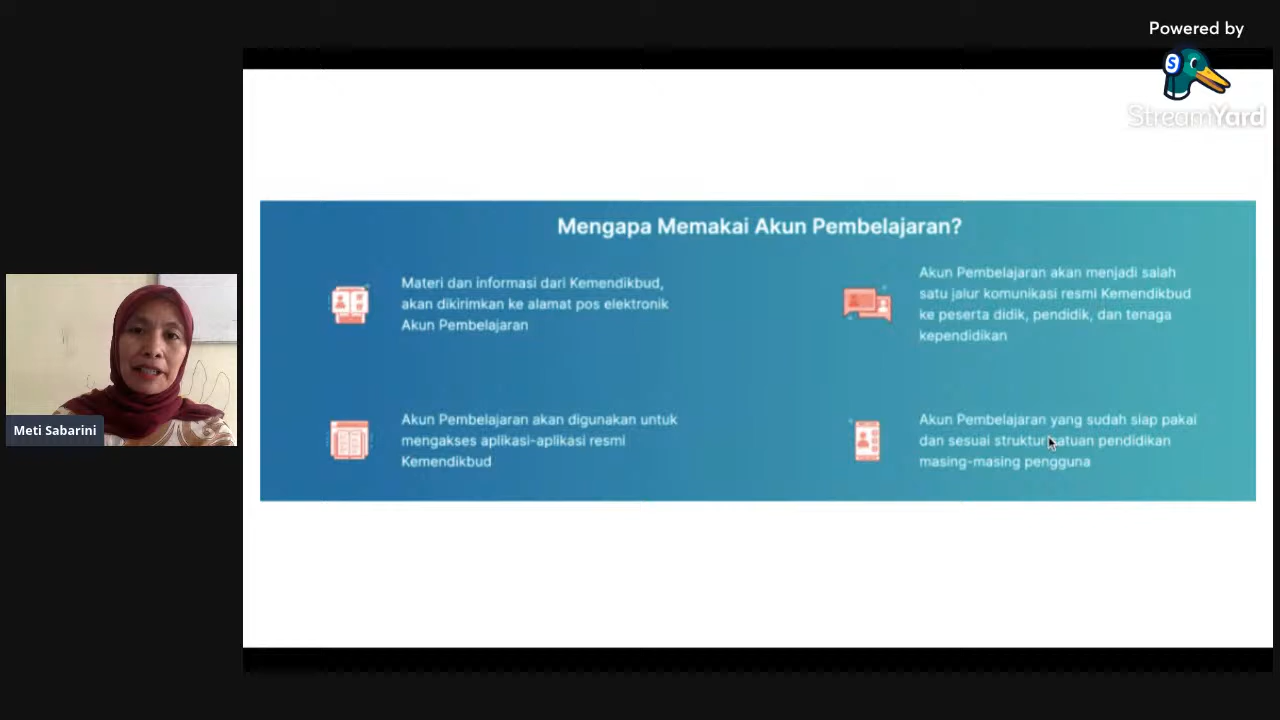 Powered by
StreamYard
Mengapa Memakai Akun Pembelajaran?
Materi dan informasi dari Kemendikbud,
akan dikirimkan ke alamat pos elektronik
Akun Pembelajaran
Akun Pembelajaran akan menjadi salah
satu jalur komunikasi resmi Kemendikbud
ke peserta didik, pendidik, dan tenaga
kependidikan
Akun Pembelajaran akan digunakan untuk
mengakses aplikasi-aplikasi resmi
Kemendikbud
Akun Pembelajaran yang sudah siap pakai
dan sesuai struktur satuan pendidikan
masing-masing pengguna
Meti Sabarini